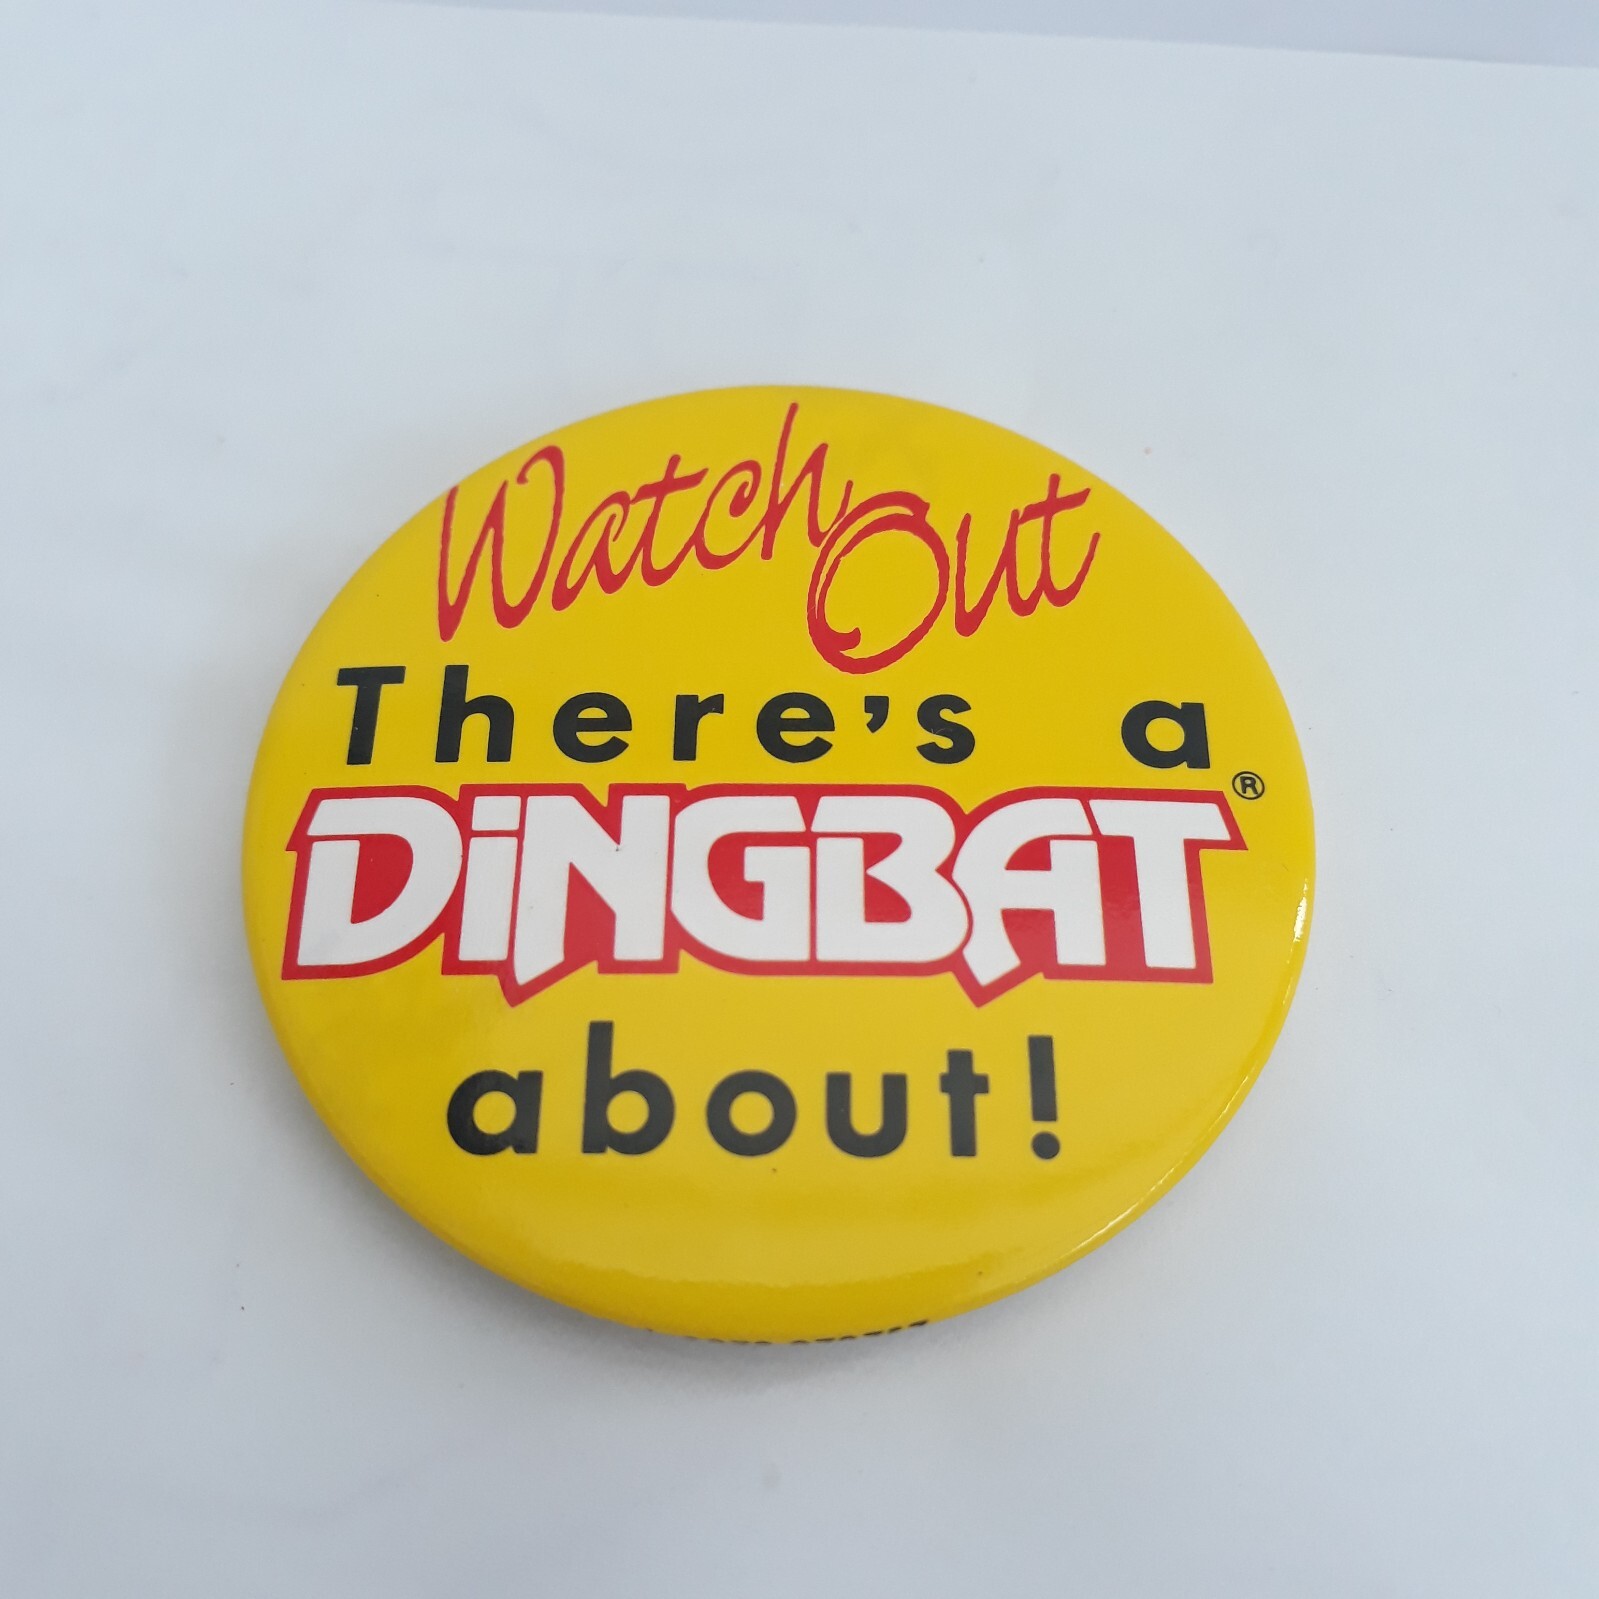 Watch Out
There's a
DiNGBAT®
about!